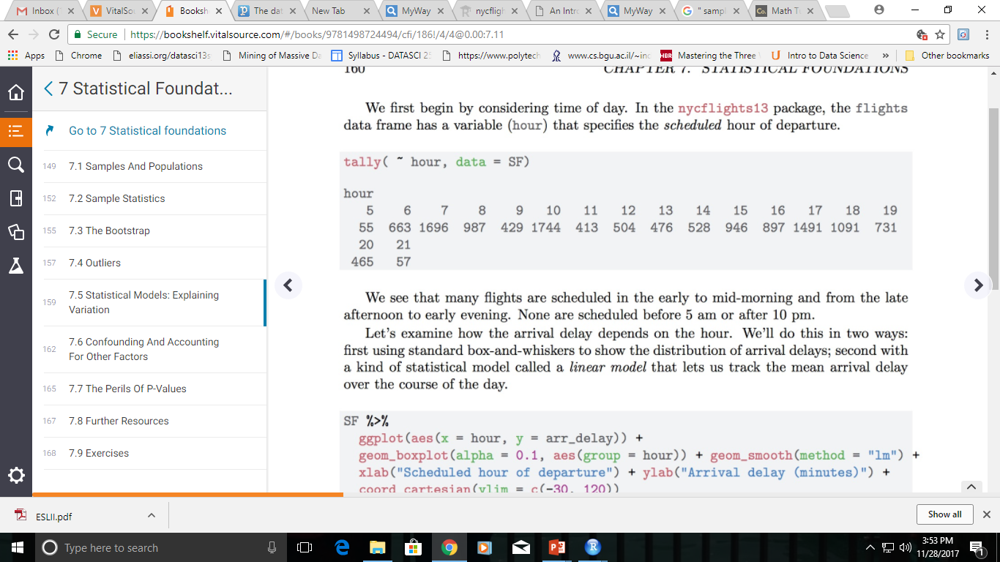 Inbox (
VitalSou
Booksh
The dat
New Tab
MyWay
nycfligh
An Intr
MyWay
" sampl
Math T
Secure | https://bookshelf.vitalsource.com/#/books/9781498724494/cfi/186!/4/4@0.00:7.11
Apps Chrome eliassi.org/datasci13s Mining of Massive Da Syllabus - DATASCI 25 https://www.polytech www.cs.bgu.ac.il/~inc Mastering the Three Intro to Data Science » Other bookmarks
7 Statistical Foundat...
Go to 7 Statistical foundations
149 7.1 Samples And Populations
152 7.2 Sample Statistics
155 7.3 The Bootstrap
157 7.4 Outliers
159 7.5 Statistical Models: Explaining
Variation
162 7.6 Confounding And Accounting
For Other Factors
165 7.7 The Perils Of P-Values
167 7.8 Further Resources
168 7.9 Exercises
160 CHAPTER 7. STATISTICAL FOUNDATIONS
We first begin by considering time of day. In the nycflights13 package, the flights
data frame has a variable (hour) that specifies the scheduled hour of departure.
tally( ~ hour, data = SF)
hour
5 6 7 8 9 10 11 12 13 14 15 16 17 18 19
55 663 1696 987 429 1744 413 504 476 528 946 897 1491 1091 731
20 21
465 57
We see that many flights are scheduled in the early to mid-morning and from the late
afternoon to early evening. None are scheduled before 5 am or after 10 pm.
Let's examine how the arrival delay depends on the hour. We'll do this in two ways:
first using standard box-and-whiskers to show the distribution of arrival delays; second with
a kind of statistical model called a linear model that lets us track the mean arrival delay
over the course of the day.
SF %>%
ggplot(aes(x = hour, y = arr_delay)) +
geom_boxplot(alpha = 0.1, aes(group = hour)) + geom_smooth(method = "lm") +
xlab("Scheduled hour of departure") + ylab("Arrival delay (minutes)") +
coord_cartesian(ylim = c(-30, 120))
ESLII.pdf
Show all
Type here to search
3:53 PM
11/28/2017